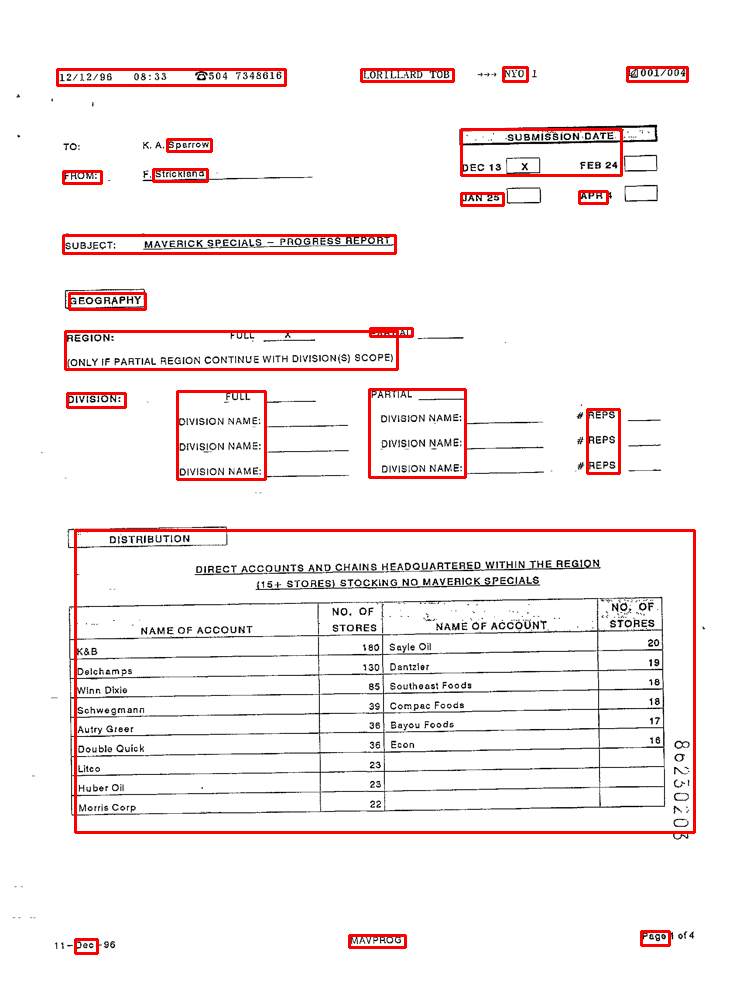 12/12/96 08:33 ☎504 7348616 LORILLARD TOB →→→ NYO 1 001/004
TO: K. A. Sparrow
SUBMISSION DATE
FROM: F. Strickland
DEC 13 X FEB 24
JAN 25 APR 4
SUBJECT: MAVERICK SPECIALS - PROGRESS REPORT
GEOGRAPHY
REGION: FULL X PARTIAL
(ONLY IF PARTIAL REGION CONTINUE WITH DIVISION(S) SCOPE)
DIVISION: FULL PARTIAL
DIVISION NAME: DIVISION NAME: # REPS
DIVISION NAME: DIVISION NAME: # REPS
DIVISION NAME: DIVISION NAME: # REPS
DISTRIBUTION
DIRECT ACCOUNTS AND CHAINS HEADQUARTERED WITHIN THE REGION
(15+ STORES) STOCKING NO MAVERICK SPECIALS
NAME OF ACCOUNT NO. OF STORES NAME OF ACCOUNT NO. OF STORES
K&B 180 Sayle Oil 20
Delchamps 130 Dantzler 19
Winn Dixie 85 Southeast Foods 18
Schwegmann 39 Compac Foods 18
Autry Greer 36 Bayou Foods 17
Double Quick 36 Econ 16
Litco 23
Huber Oil 23
Morris Corp 22
11-Dec-96 MAVPROG Page 1 of 4